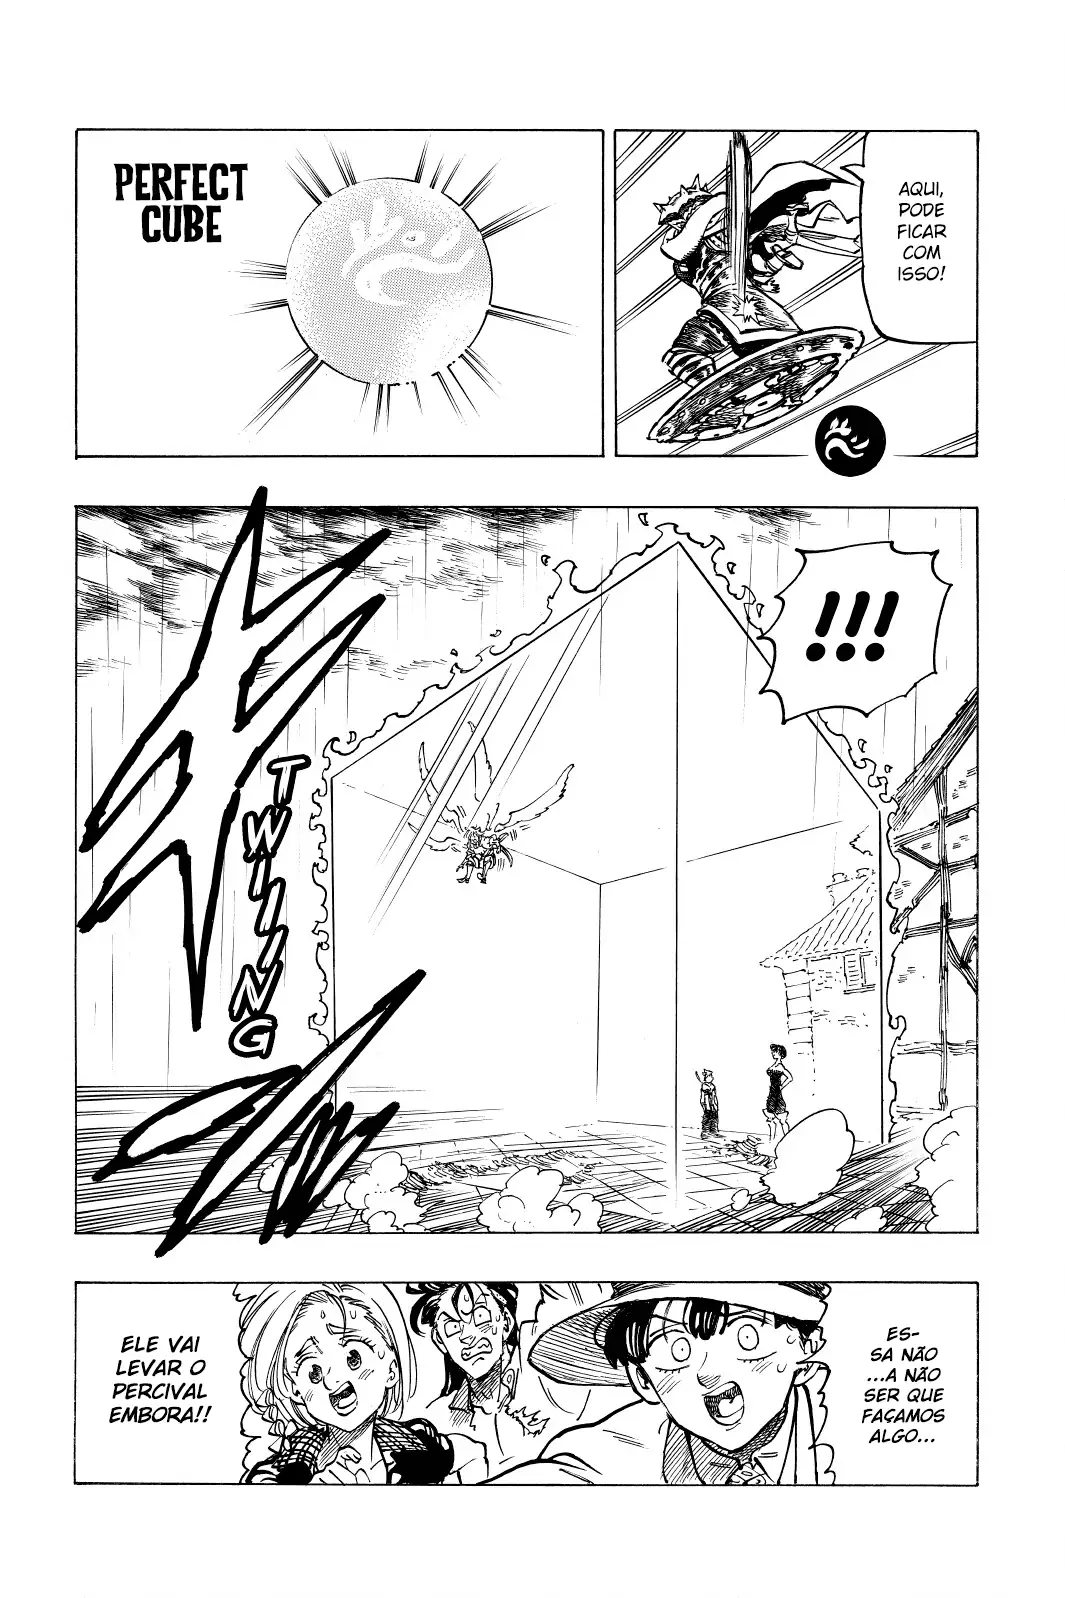 AQUI,
PODE
FICAR
COM
ISSO!
PERFECT
CUBE
!!!
TWIIING
ES-
SA NÃO
...A NÃO
SER QUE
FAÇAMOS
ALGO...
ELE VAI
LEVAR O
PERCIVAL
EMBORA!!